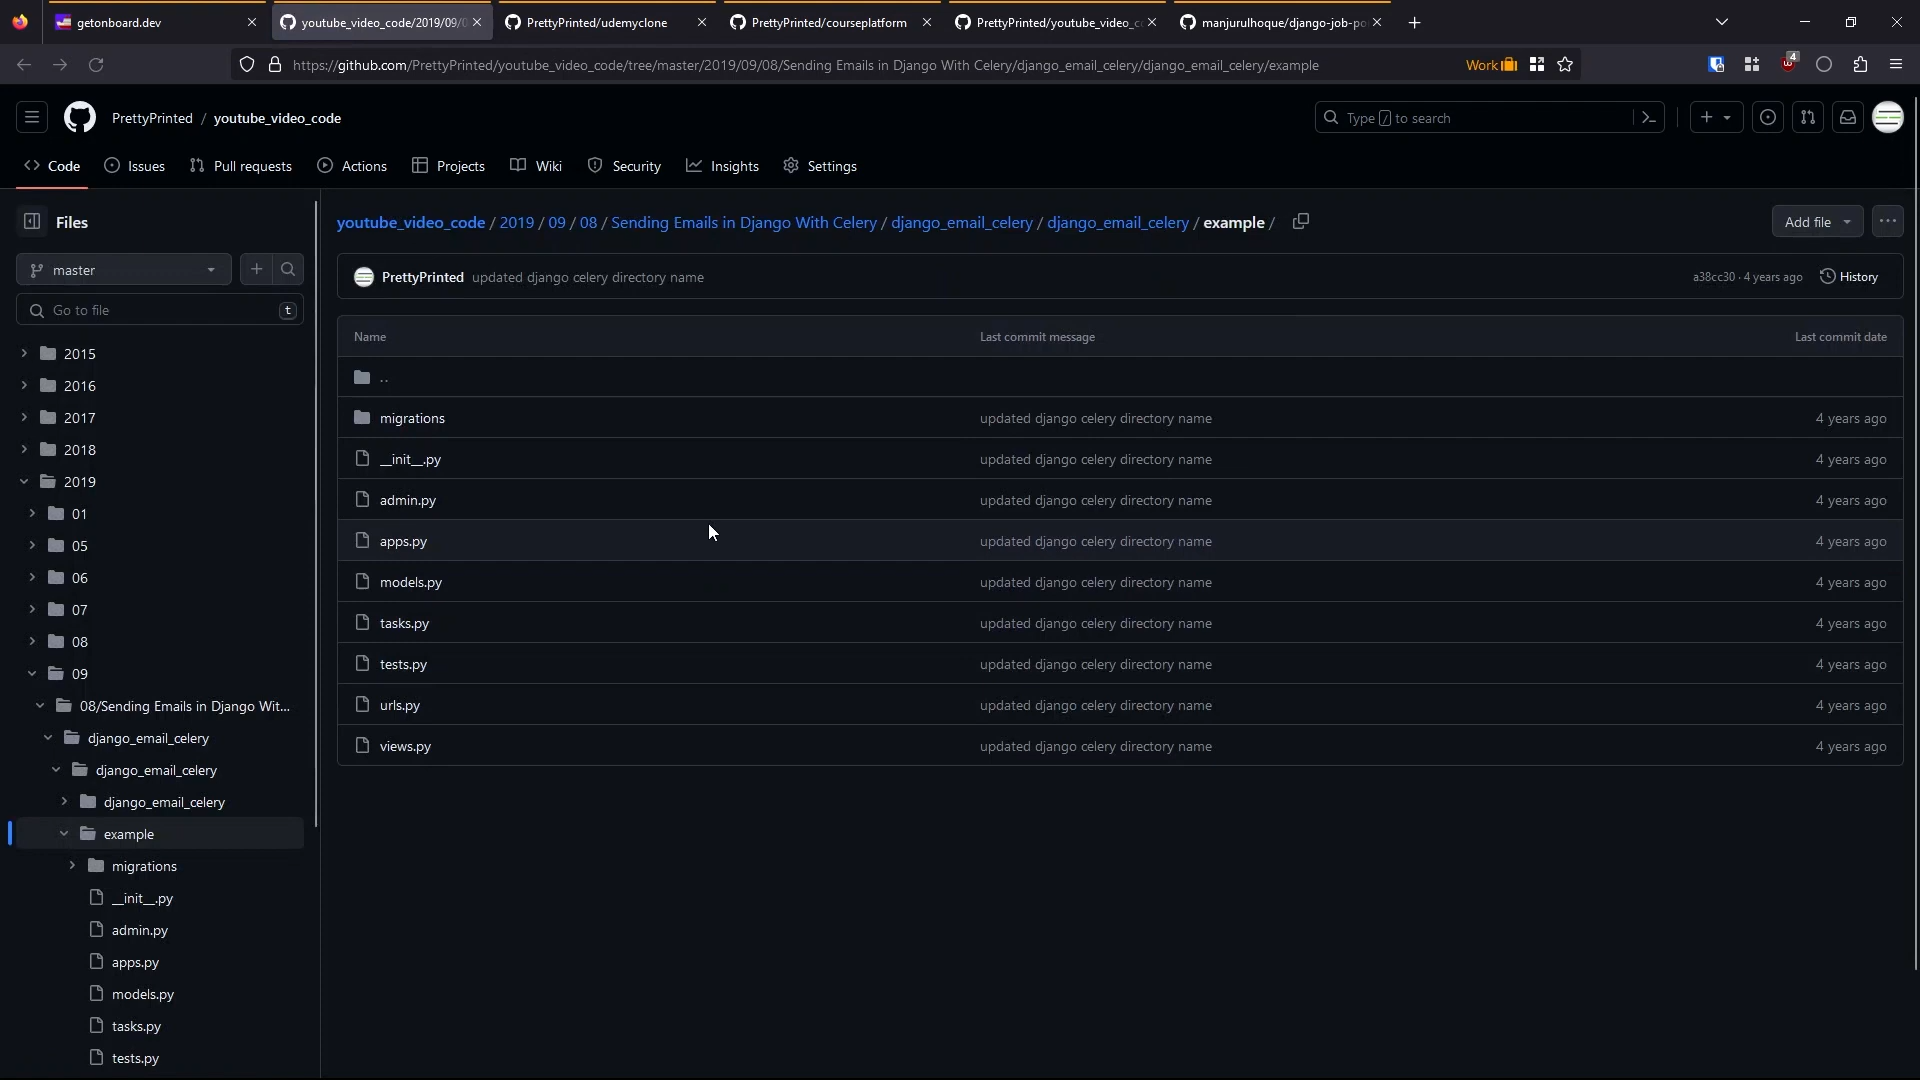 getondboard.dev
youtube_video_code/2019/09/0
PrettyPrinted/udemyclone
PrettyPrinted/courseplatform
PrettyPrinted/youtube_video_c
manjurulhoque/django-job-po
https://github.com/PrettyPrinted/youtube_video_code/tree/master/2019/09/08/Sending Emails in Django With Celery/django_email_celery/django_email_celery/example
Work
4
PrettyPrinted / youtube_video_code
Type / to search
Code
Issues
Pull requests
Actions
Projects
Wiki
Security
Insights
Settings
Files
master
Go to file
t
2015
2016
2017
2018
2019
01
05
06
07
08
09
08/Sending Emails in Django Wit...
django_email_celery
django_email_celery
django_email_celery
example
migrations
__init__.py
admin.py
apps.py
models.py
tasks.py
tests.py
youtube_video_code / 2019 / 09 / 08 / Sending Emails in Django With Celery / django_email_celery / django_email_celery / example /
Add file
PrettyPrinted updated django celery directory name
a38cc30 · 4 years ago
History
Name Last commit message Last commit date
..
migrations updated django celery directory name 4 years ago
__init__.py updated django celery directory name 4 years ago
admin.py updated django celery directory name 4 years ago
apps.py updated django celery directory name 4 years ago
models.py updated django celery directory name 4 years ago
tasks.py updated django celery directory name 4 years ago
tests.py updated django celery directory name 4 years ago
urls.py updated django celery directory name 4 years ago
views.py updated django celery directory name 4 years ago